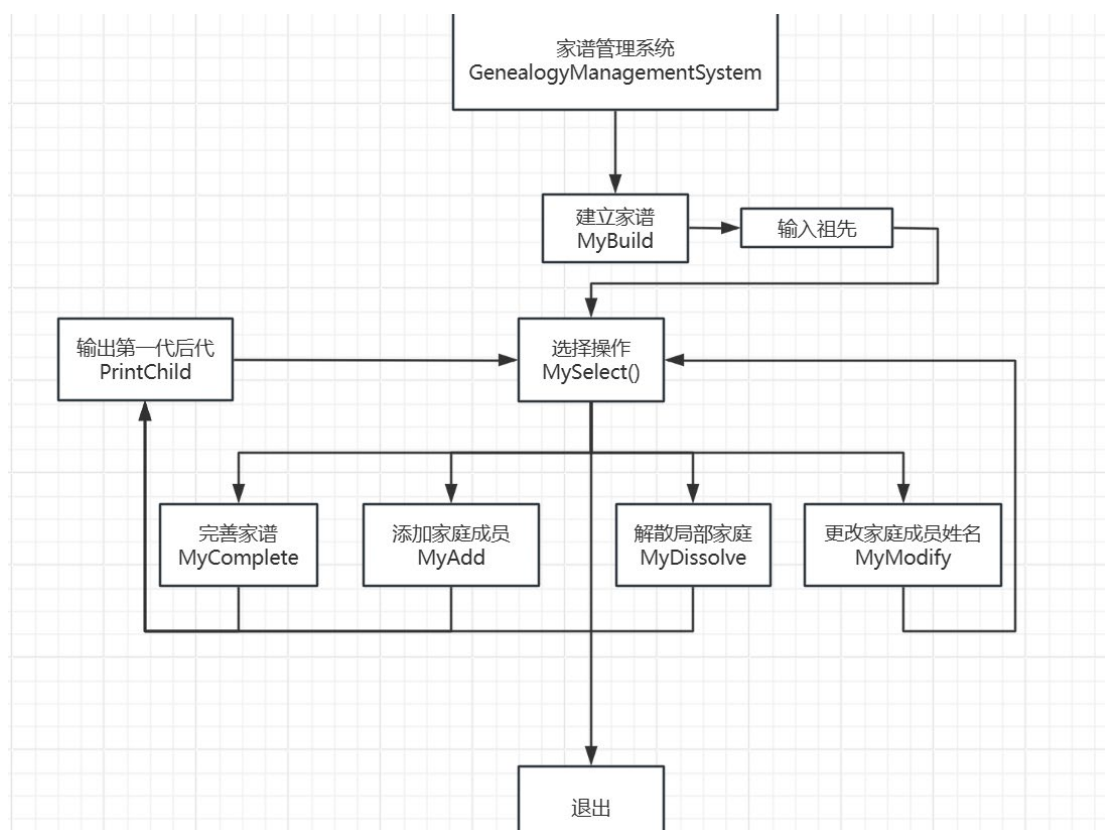 家谱管理系统
GenealogyManagementSystem
建立家谱
MyBuild
输入祖先
输出第一代后代
PrintChild
选择操作
MySelect()
完善家谱
MyComplete
添加家庭成员
MyAdd
解散局部家庭
MyDissolve
更改家庭成员姓名
MyModify
退出